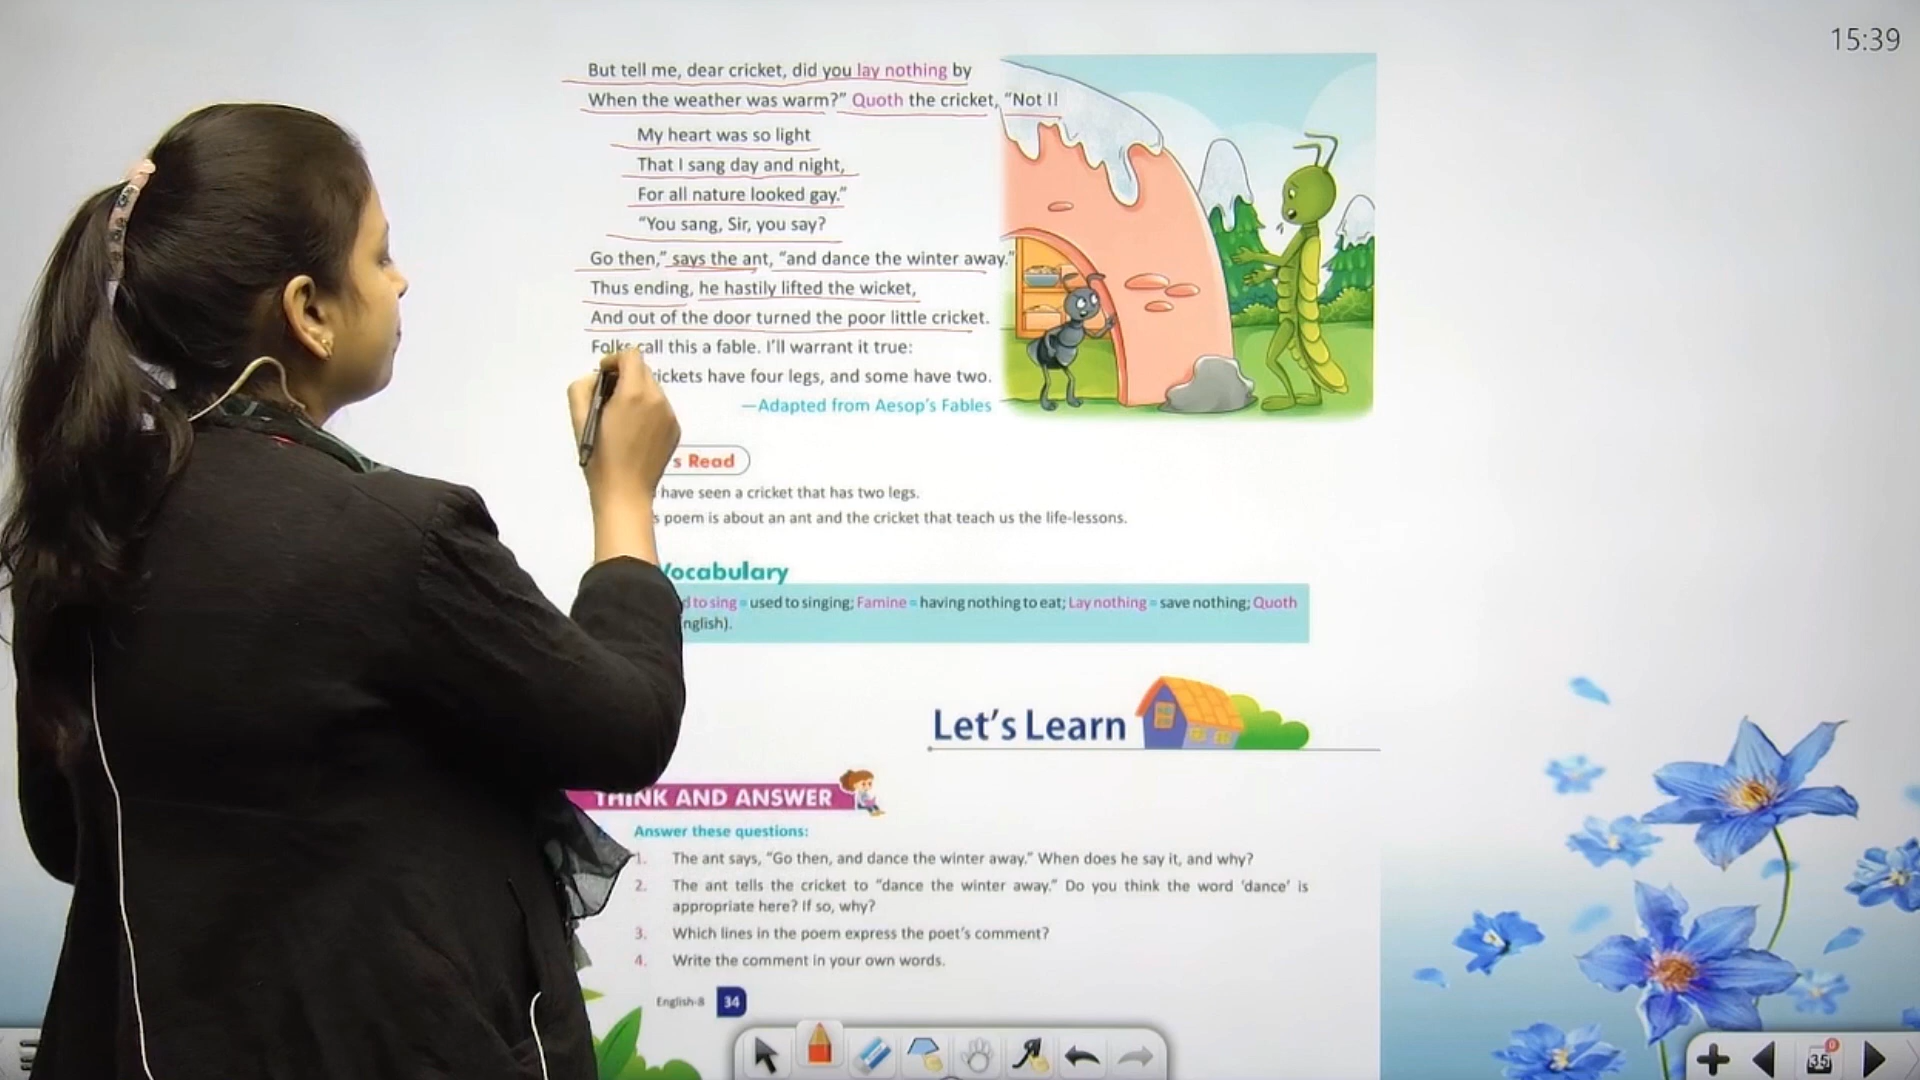 15:39
But tell me, dear cricket, did you lay nothing by
When the weather was warm?” Quoth the cricket, “Not I!
My heart was so light
That I sang day and night,
For all nature looked gay.”
“You sang, Sir, you say?
Go then,” says the ant, “and dance the winter away.”
Thus ending, he hastily lifted the wicket,
And out of the door turned the poor little cricket.
Folks call this a fable. I’ll warrant it true:
have four legs, and some have two.
—Adapted from Aesop’s Fables
Read
have seen a cricket that has two legs.
poem is about an ant and the cricket that teach us the life-lessons.
Vocabulary
to sing = used to singing; Famine = having nothing to eat; Lay nothing = save nothing; Quoth
Let’s Learn
THINK AND ANSWER
Answer these questions:
1. The ant says, “Go then, and dance the winter away.” When does he say it, and why?
2. The ant tells the cricket to “dance the winter away.” Do you think the word ‘dance’ is
appropriate here? If so, why?
3. Which lines in the poem express the poet’s comment?
4. Write the comment in your own words.
English-8 34
35